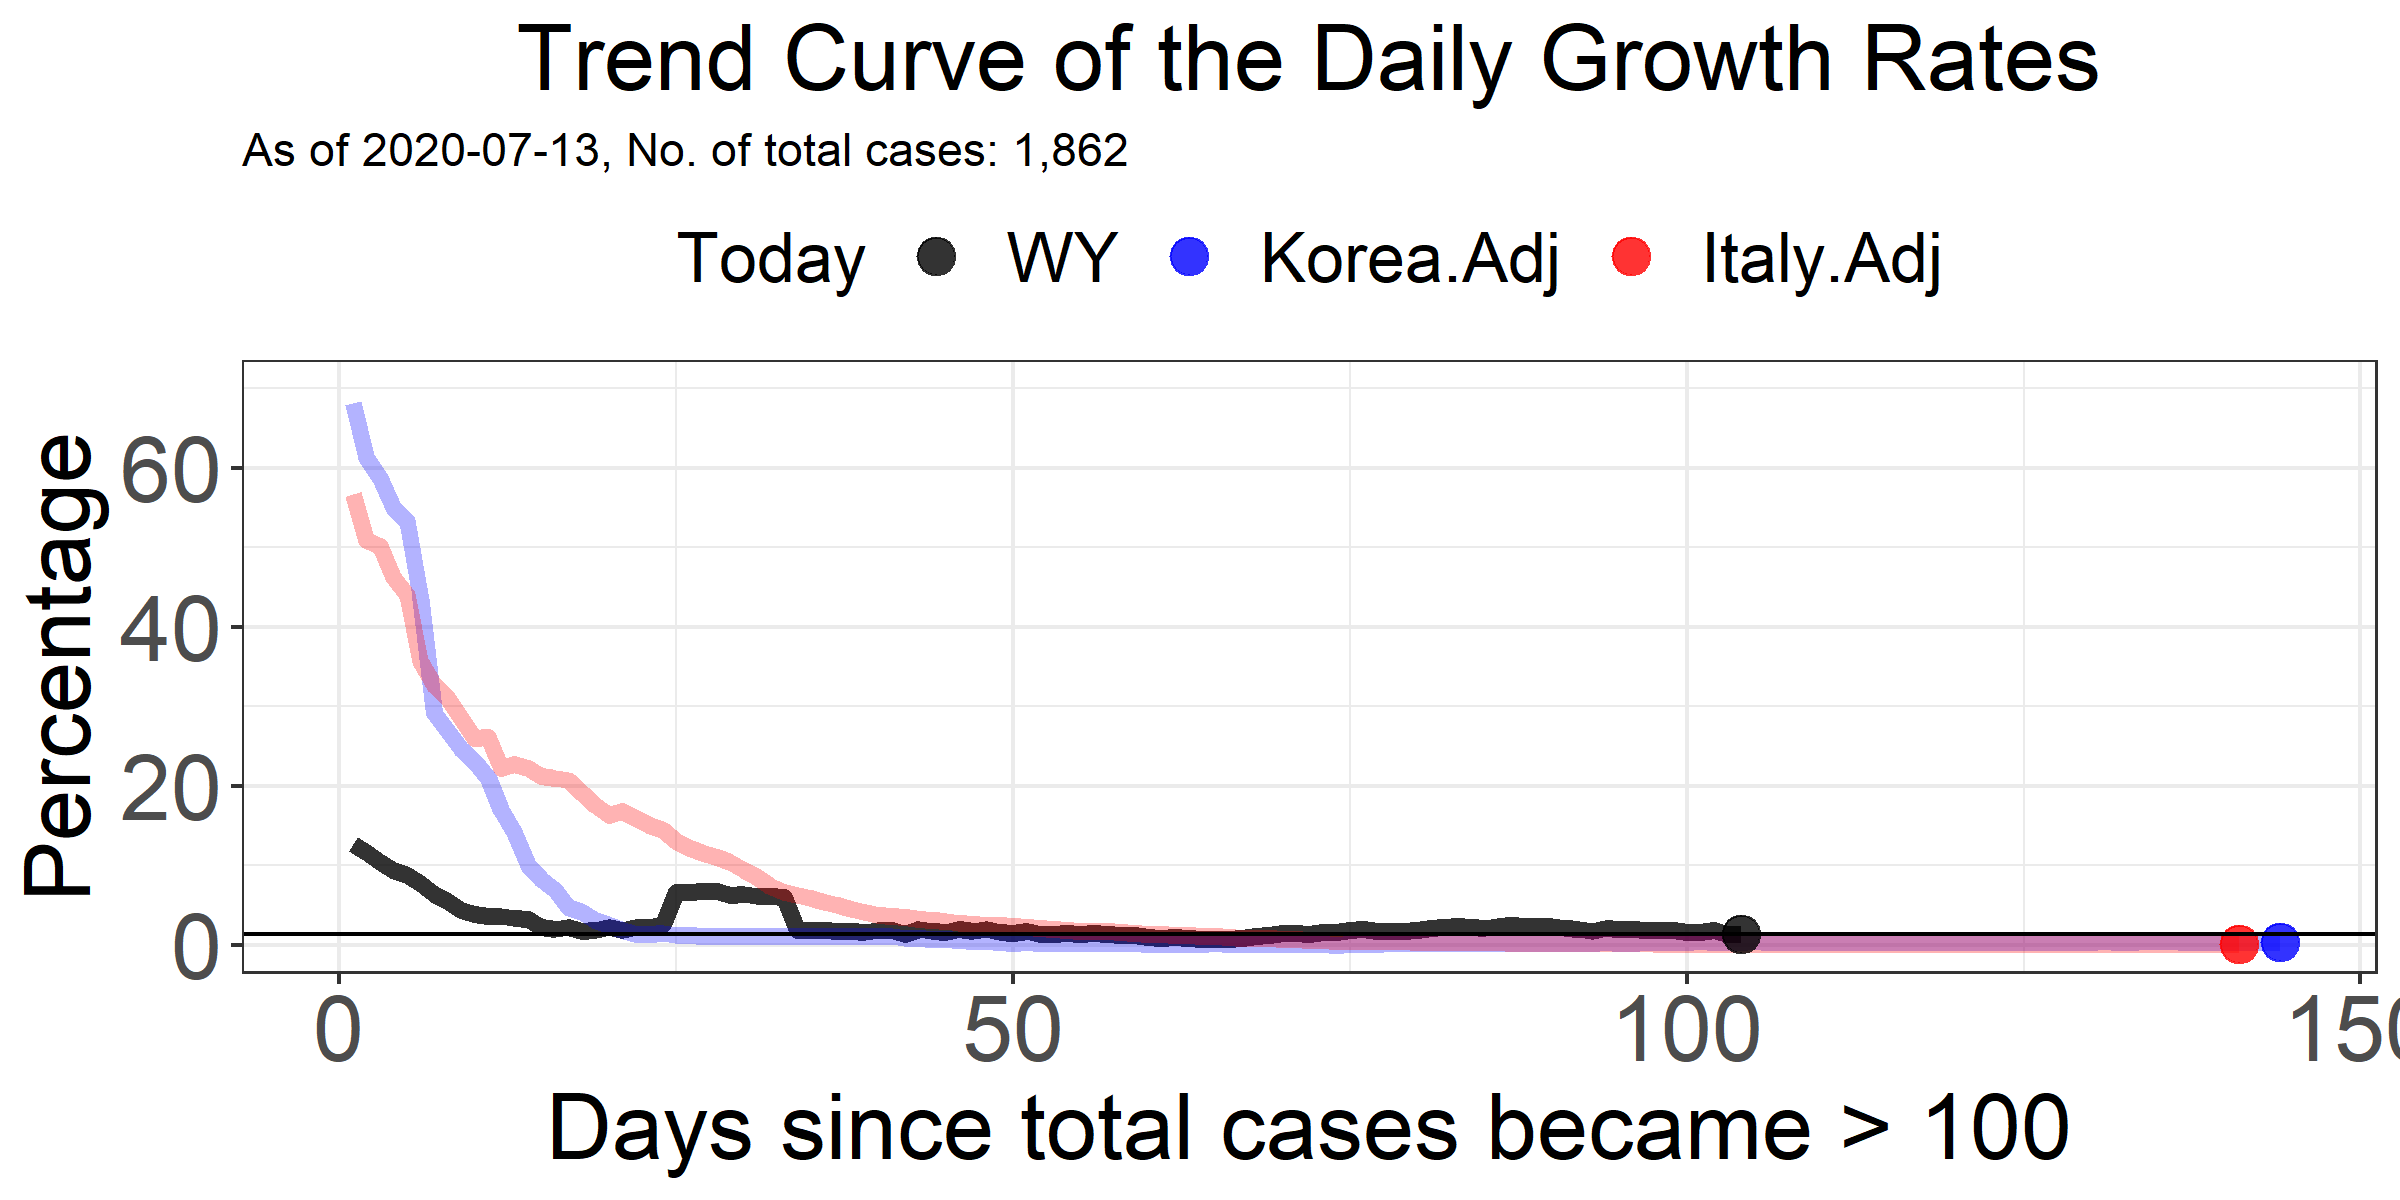 Trend Curve of the Daily Growth Rates
As of 2020-07-13, No. of total cases: 1,862
Today WY Korea.Adj Italy.Adj
Percentage
60
40
20
0
0 50 100 150
Days since total cases became > 100